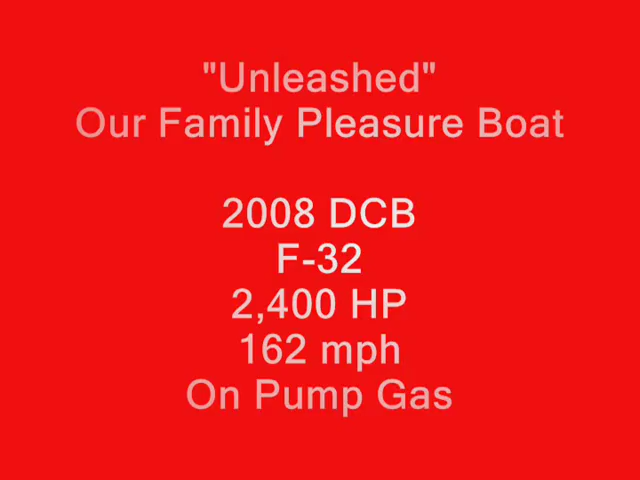 "Unleashed"
Our Family Pleasure Boat
2008 DCB
F-32
2,400 HP
162 mph
On Pump Gas